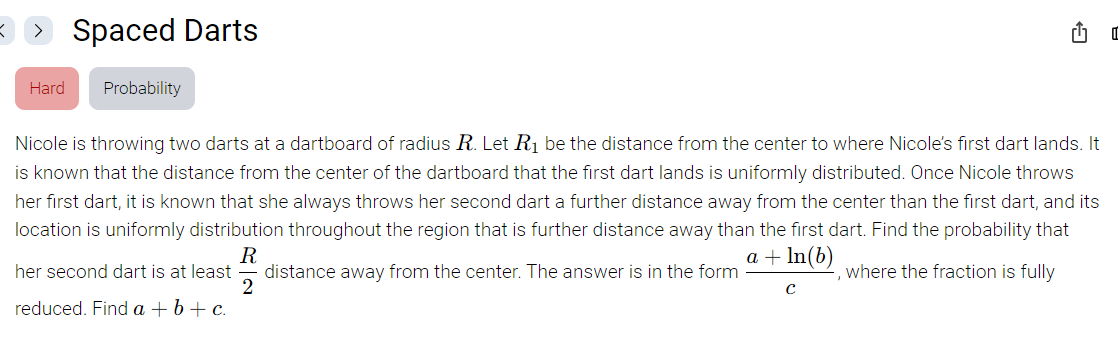 Spaced Darts
Hard Probability
Nicole is throwing two darts at a dartboard of radius R. Let R₁ be the distance from the center to where Nicole's first dart lands. It
is known that the distance from the center of the dartboard that the first dart lands is uniformly distributed. Once Nicole throws
her first dart, it is known that she always throws her second dart a further distance away from the center than the first dart, and its
location is uniformly distribution throughout the region that is further distance away than the first dart. Find the probability that
her second dart is at least R/2 distance away from the center. The answer is in the form (a + ln(b))/c, where the fraction is fully
reduced. Find a + b + c.